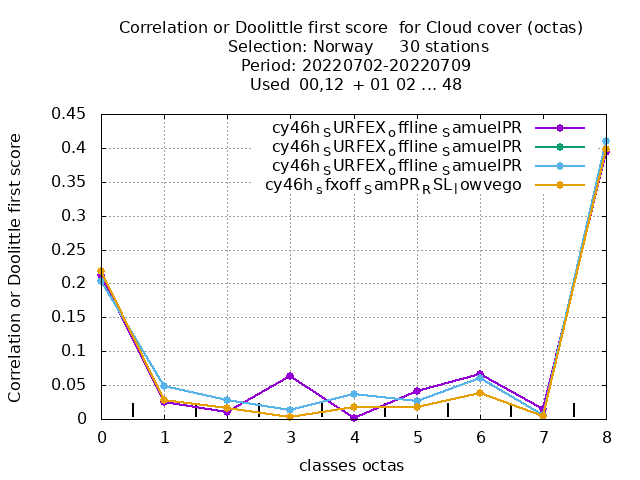 Correlation or Doolittle first score  for Cloud cover (octas)
Selection: Norway     30 stations
Period: 20220702-20220709
Used  00,12  + 01 02 ... 48
cy46h_SURFEX_offline_SamuelPR
cy46h_SURFEX_offline_SamuelPR
cy46h_SURFEX_offline_SamuelPR
cy46h_sfxoff_SamPR_RSL_lowvego
Correlation or Doolittle first score
0.45
0.4
0.35
0.3
0.25
0.2
0.15
0.1
0.05
0
0 1 2 3 4 5 6 7 8
classes octas